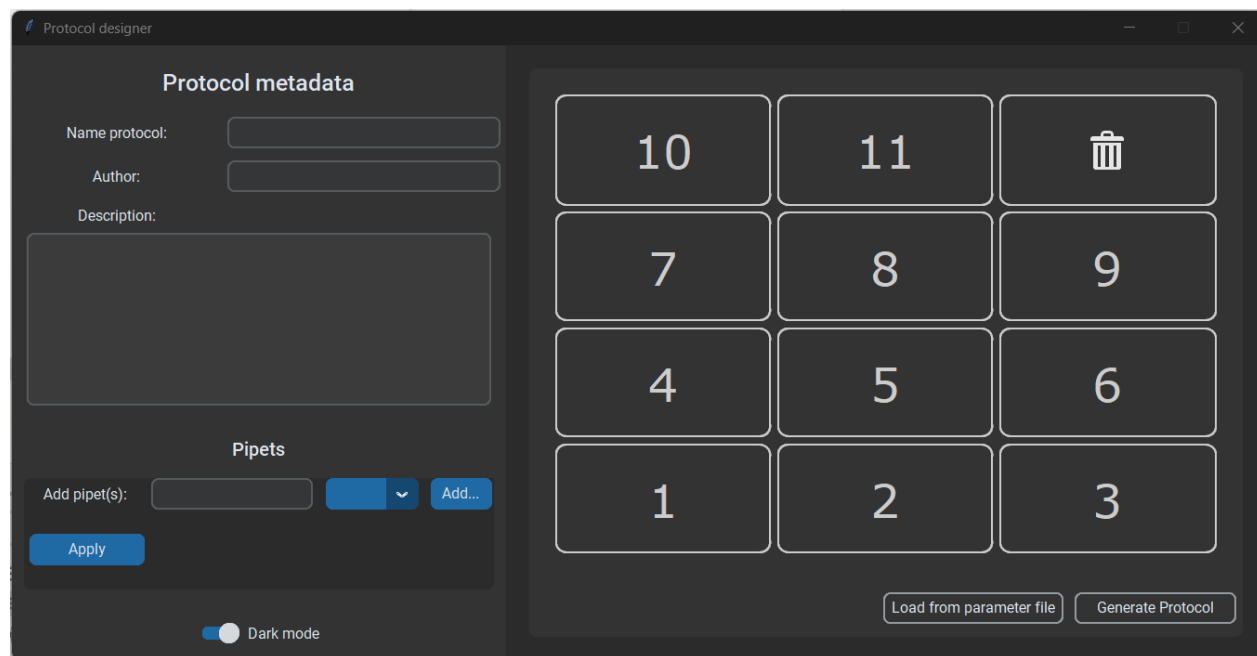 Protocol designer
Protocol metadata
Name protocol:
Author:
Description:
Pipets
Add pipet(s):
Add...
Apply
Dark mode
10 11
7 8 9
4 5 6
1 2 3
Load from parameter file
Generate Protocol